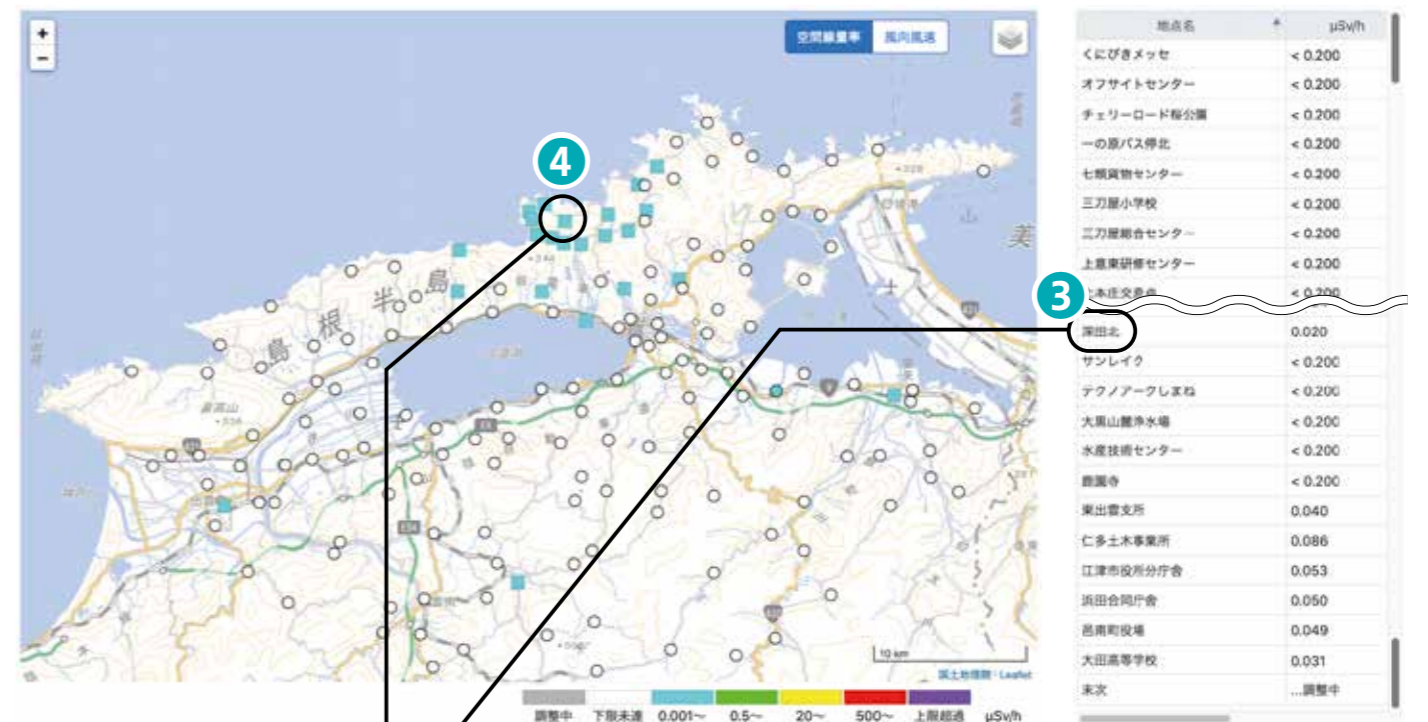 +
−
空間線量率 風向風速
4
島根半島
美
10 km
国土地理院 | Leaflet
調整中 下限未達 0.001〜 0.5〜 20〜 500〜 上限超過 μSv/h
3
地点名 μSv/h
くにびきメッセ < 0.200
オフサイトセンター < 0.200
チェリーロード桜公園 < 0.200
一の原バス停北 < 0.200
七類貨物センター < 0.200
三刀屋小学校 < 0.200
三刀屋総合センター < 0.200
上意東研修センター < 0.200
上本庄交差点 < 0.200
深田北 0.020
サンレイク < 0.200
テクノアークしまね < 0.200
大黒山麓浄水場 < 0.200
水産技術センター < 0.200
鹿園寺 < 0.200
東出雲支所 0.040
仁多土木事業所 0.086
江津市役所分庁舎 0.053
浜田合同庁舎 0.050
邑南町役場 0.049
大田高等学校 0.031
末次 ...調整中